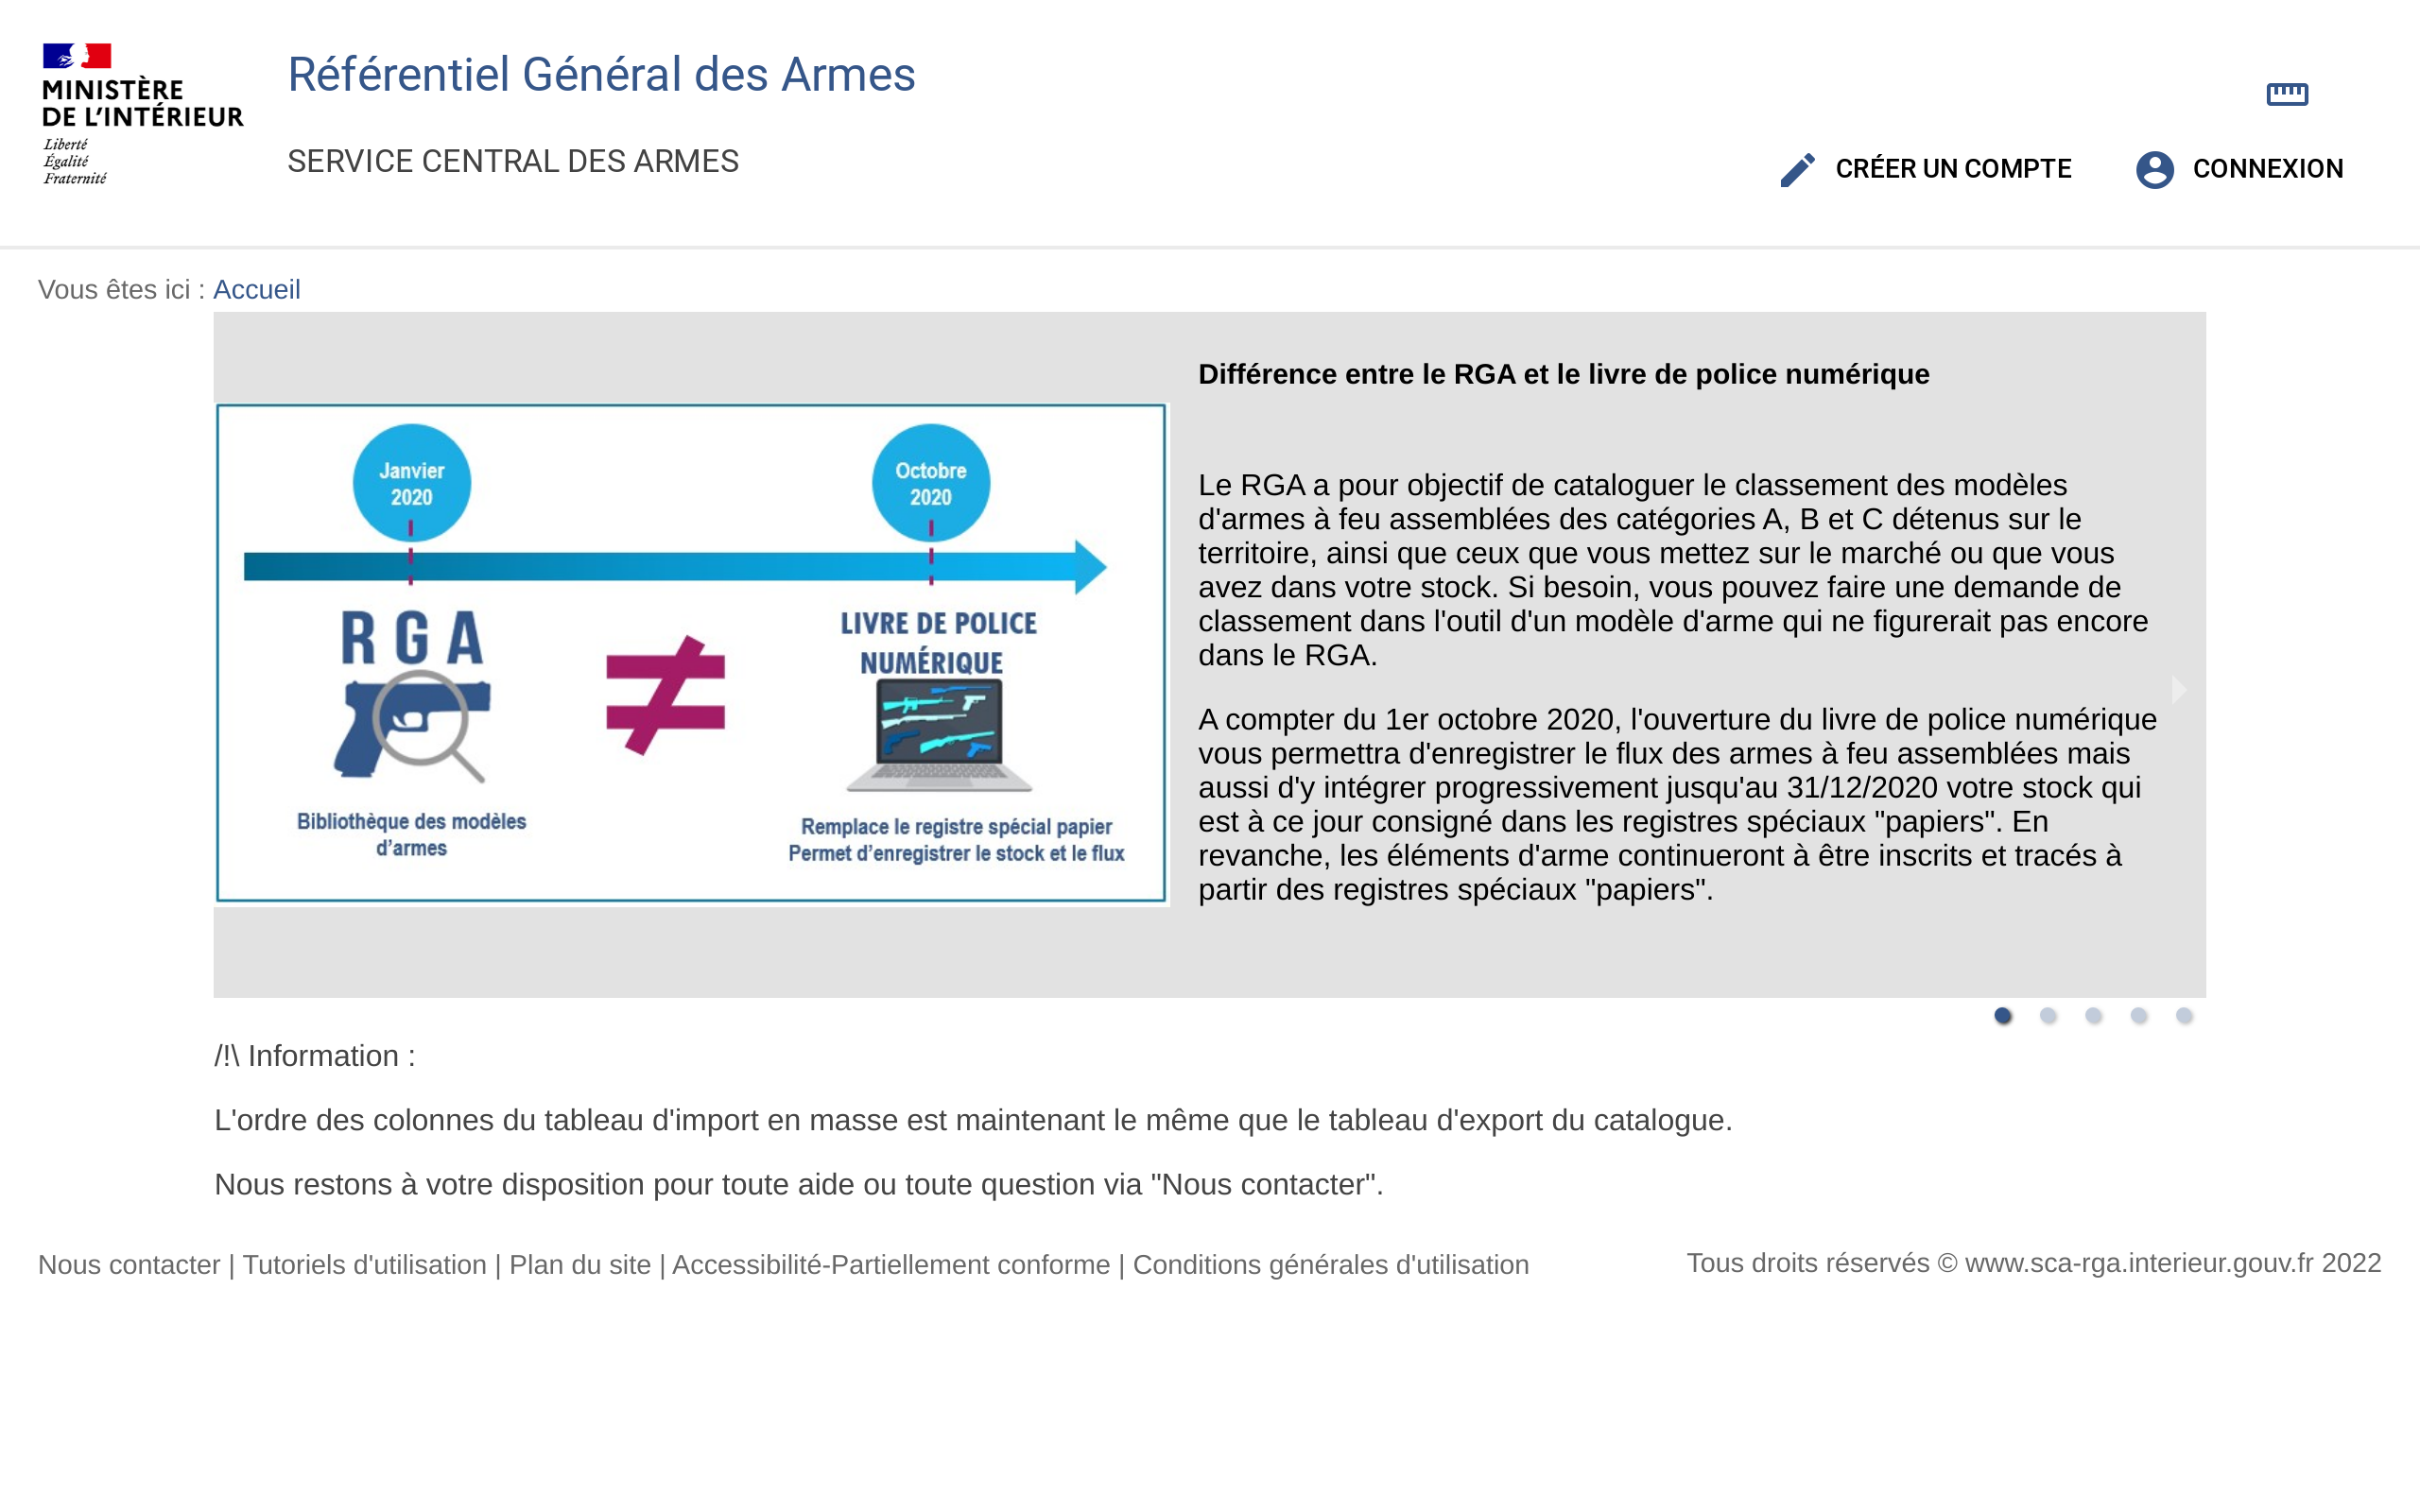 MINISTÈRE
DE L'INTÉRIEUR
Liberté
Égalité
Fraternité
Référentiel Général des Armes
SERVICE CENTRAL DES ARMES
CRÉER UN COMPTE
CONNEXION
Vous êtes ici : Accueil
Janvier
2020
Octobre
2020
RGA
LIVRE DE POLICE
NUMÉRIQUE
Bibliothèque des modèles
d'armes
Remplace le registre spécial papier
Permet d'enregistrer le stock et le flux
Différence entre le RGA et le livre de police numérique
Le RGA a pour objectif de cataloguer le classement des modèles
d'armes à feu assemblées des catégories A, B et C détenus sur le
territoire, ainsi que ceux que vous mettez sur le marché ou que vous
avez dans votre stock. Si besoin, vous pouvez faire une demande de
classement dans l'outil d'un modèle d'arme qui ne figurerait pas encore
dans le RGA.
A compter du 1er octobre 2020, l'ouverture du livre de police numérique
vous permettra d'enregistrer le flux des armes à feu assemblées mais
aussi d'y intégrer progressivement jusqu'au 31/12/2020 votre stock qui
est à ce jour consigné dans les registres spéciaux "papiers". En
revanche, les éléments d'arme continueront à être inscrits et tracés à
partir des registres spéciaux "papiers".
/!\ Information :
L'ordre des colonnes du tableau d'import en masse est maintenant le même que le tableau d'export du catalogue.
Nous restons à votre disposition pour toute aide ou toute question via "Nous contacter".
Nous contacter | Tutoriels d'utilisation | Plan du site | Accessibilité-Partiellement conforme | Conditions générales d'utilisation
Tous droits réservés © www.sca-rga.interieur.gouv.fr 2022